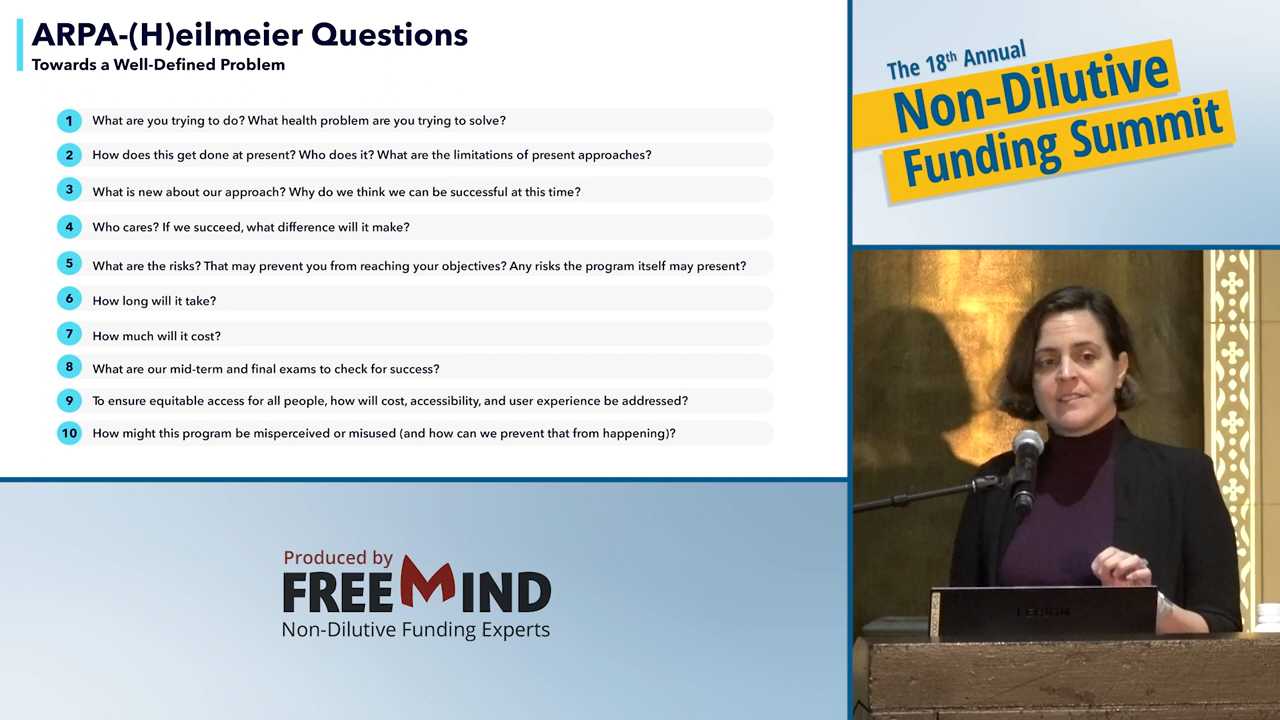 ARPA-(H)eilmeier Questions
Towards a Well-Defined Problem
1 What are you trying to do? What health problem are you trying to solve?
2 How does this get done at present? Who does it? What are the limitations of present approaches?
3 What is new about our approach? Why do we think we can be successful at this time?
4 Who cares? If we succeed, what difference will it make?
5 What are the risks? That may prevent you from reaching your objectives? Any risks the program itself may present?
6 How long will it take?
7 How much will it cost?
8 What are our mid-term and final exams to check for success?
9 To ensure equitable access for all people, how will cost, accessibility, and user experience be addressed?
10 How might this program be misperceived or misused (and how can we prevent that from happening)?
Produced by
FREEMIND
Non-Dilutive Funding Experts
The 18th Annual
Non-Dilutive
Funding Summit
LEGION